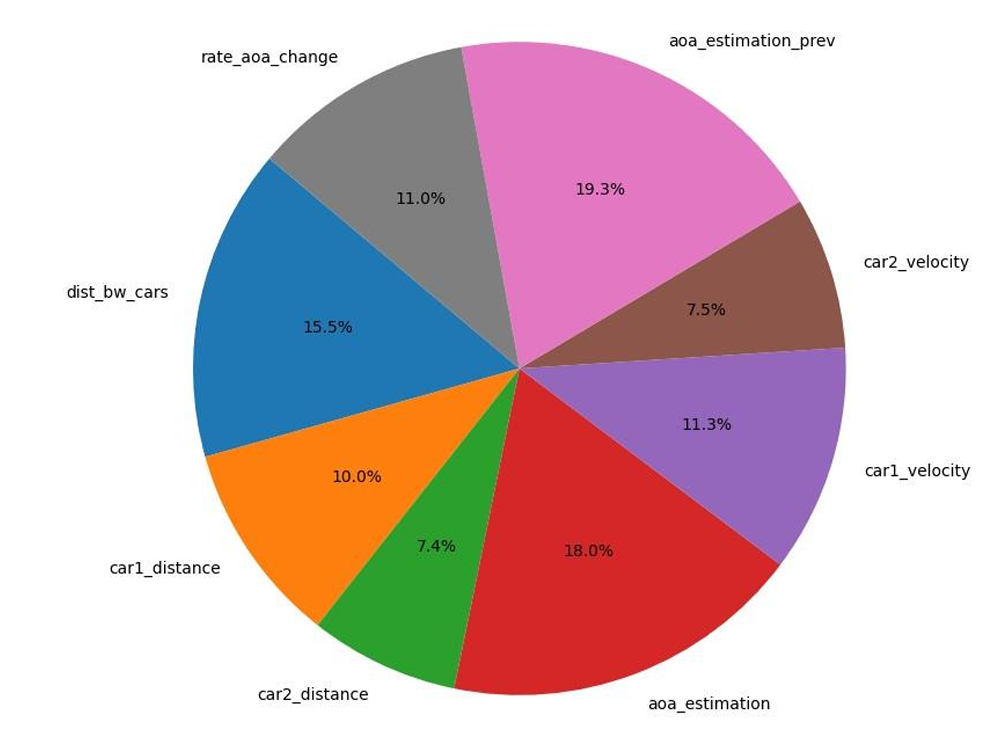 aoa_estimation_prev
rate_aoa_change
19.3%
11.0%
car2_velocity
dist_bw_cars
7.5%
15.5%
11.3%
car1_velocity
10.0%
7.4%
18.0%
car1_distance
car2_distance
aoa_estimation